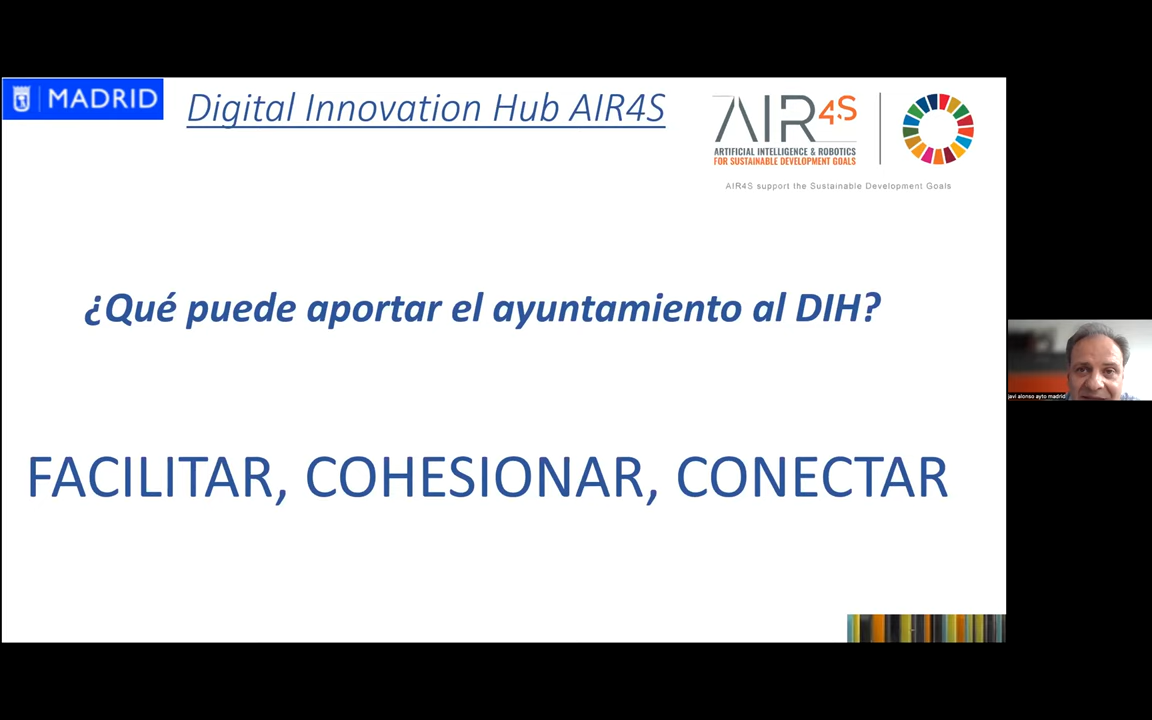 MADRID
Digital Innovation Hub AIR4S
AIR4S
ARTIFICIAL INTELLIGENCE & ROBOTICS
FOR SUSTAINABLE DEVELOPMENT GOALS
AIR4S support the Sustainable Development Goals
¿Qué puede aportar el ayuntamiento al DIH?
javi alonso ayto madrid
FACILITAR, COHESIONAR, CONECTAR